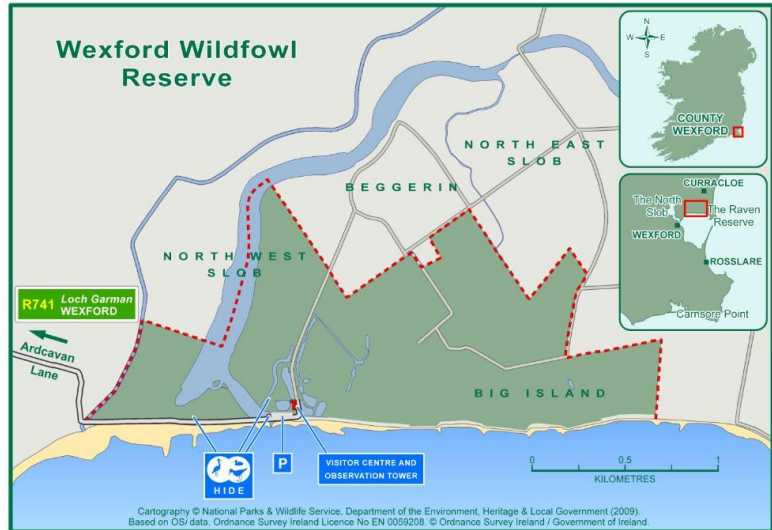 Wexford Wildfowl
Reserve
N
W
E
S
COUNTY
WEXFORD
CURRACLOE
The North
Slob
The Raven
Reserve
WEXFORD
ROSSLARE
Carnsore Point
NORTH EAST
SLOB
BEGGERIN
NORTH WEST
SLOB
R741 Loch Garman
WEXFORD
Ardcavan
Lane
BIG ISLAND
HIDE
P
VISITOR CENTRE AND
OBSERVATION TOWER
0 0.5 1
KILOMETRES
Cartography © National Parks & Wildlife Service, Department of the Environment, Heritage & Local Government (2009).
Based on OSi data. Ordnance Survey Ireland Licence No EN 0059208. © Ordnance Survey Ireland / Government of Ireland.